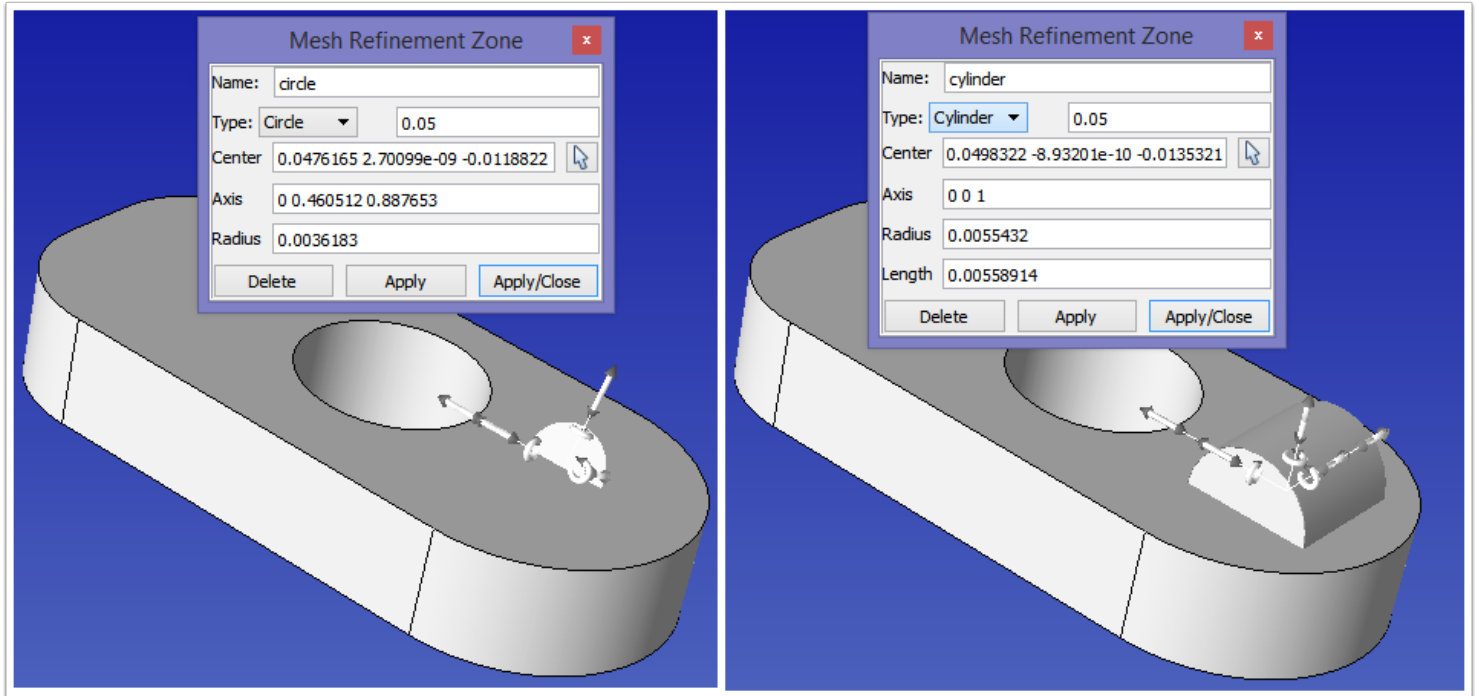 Mesh Refinement Zone x
Name: circle
Type: Circle 0.05
Center 0.0476165 2.70099e-09 -0.0118822
Axis 0 0.460512 0.887653
Radius 0.0036183
Delete Apply Apply/Close
Mesh Refinement Zone x
Name: cylinder
Type: Cylinder 0.05
Center 0.0498322 -8.93201e-10 -0.0135321
Axis 0 0 1
Radius 0.0055432
Length 0.00558914
Delete Apply Apply/Close